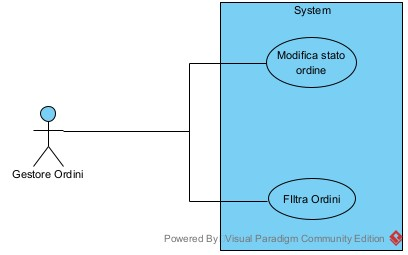 System
Modifica stato
ordine
Gestore Ordini
FIltra Ordini
Powered By Visual Paradigm Community Edition